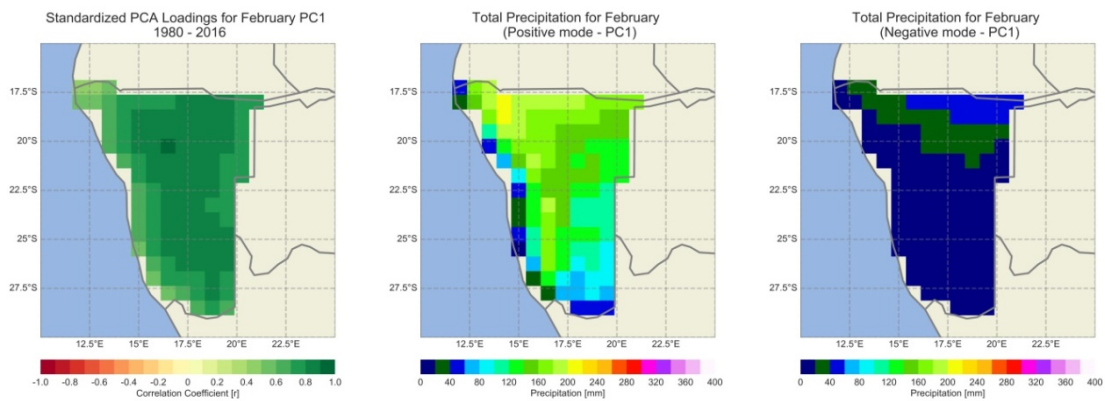 Standardized PCA Loadings for February PC1
1980 - 2016
17.5°S
20°S
22.5°S
25°S
27.5°S
12.5°E 15°E 17.5°E 20°E 22.5°E
-1.0 -0.8 -0.6 -0.4 -0.2 0.0 0.2 0.4 0.6 0.8 1.0
Correlation Coefficient [r]
Total Precipitation for February
(Positive mode - PC1)
17.5°S
20°S
22.5°S
25°S
27.5°S
12.5°E 15°E 17.5°E 20°E 22.5°E
0 40 80 120 160 200 240 280 320 360 400
Precipitation [mm]
Total Precipitation for February
(Negative mode - PC1)
17.5°S
20°S
22.5°S
25°S
27.5°S
12.5°E 15°E 17.5°E 20°E 22.5°E
0 40 80 120 160 200 240 280 320 360 400
Precipitation [mm]